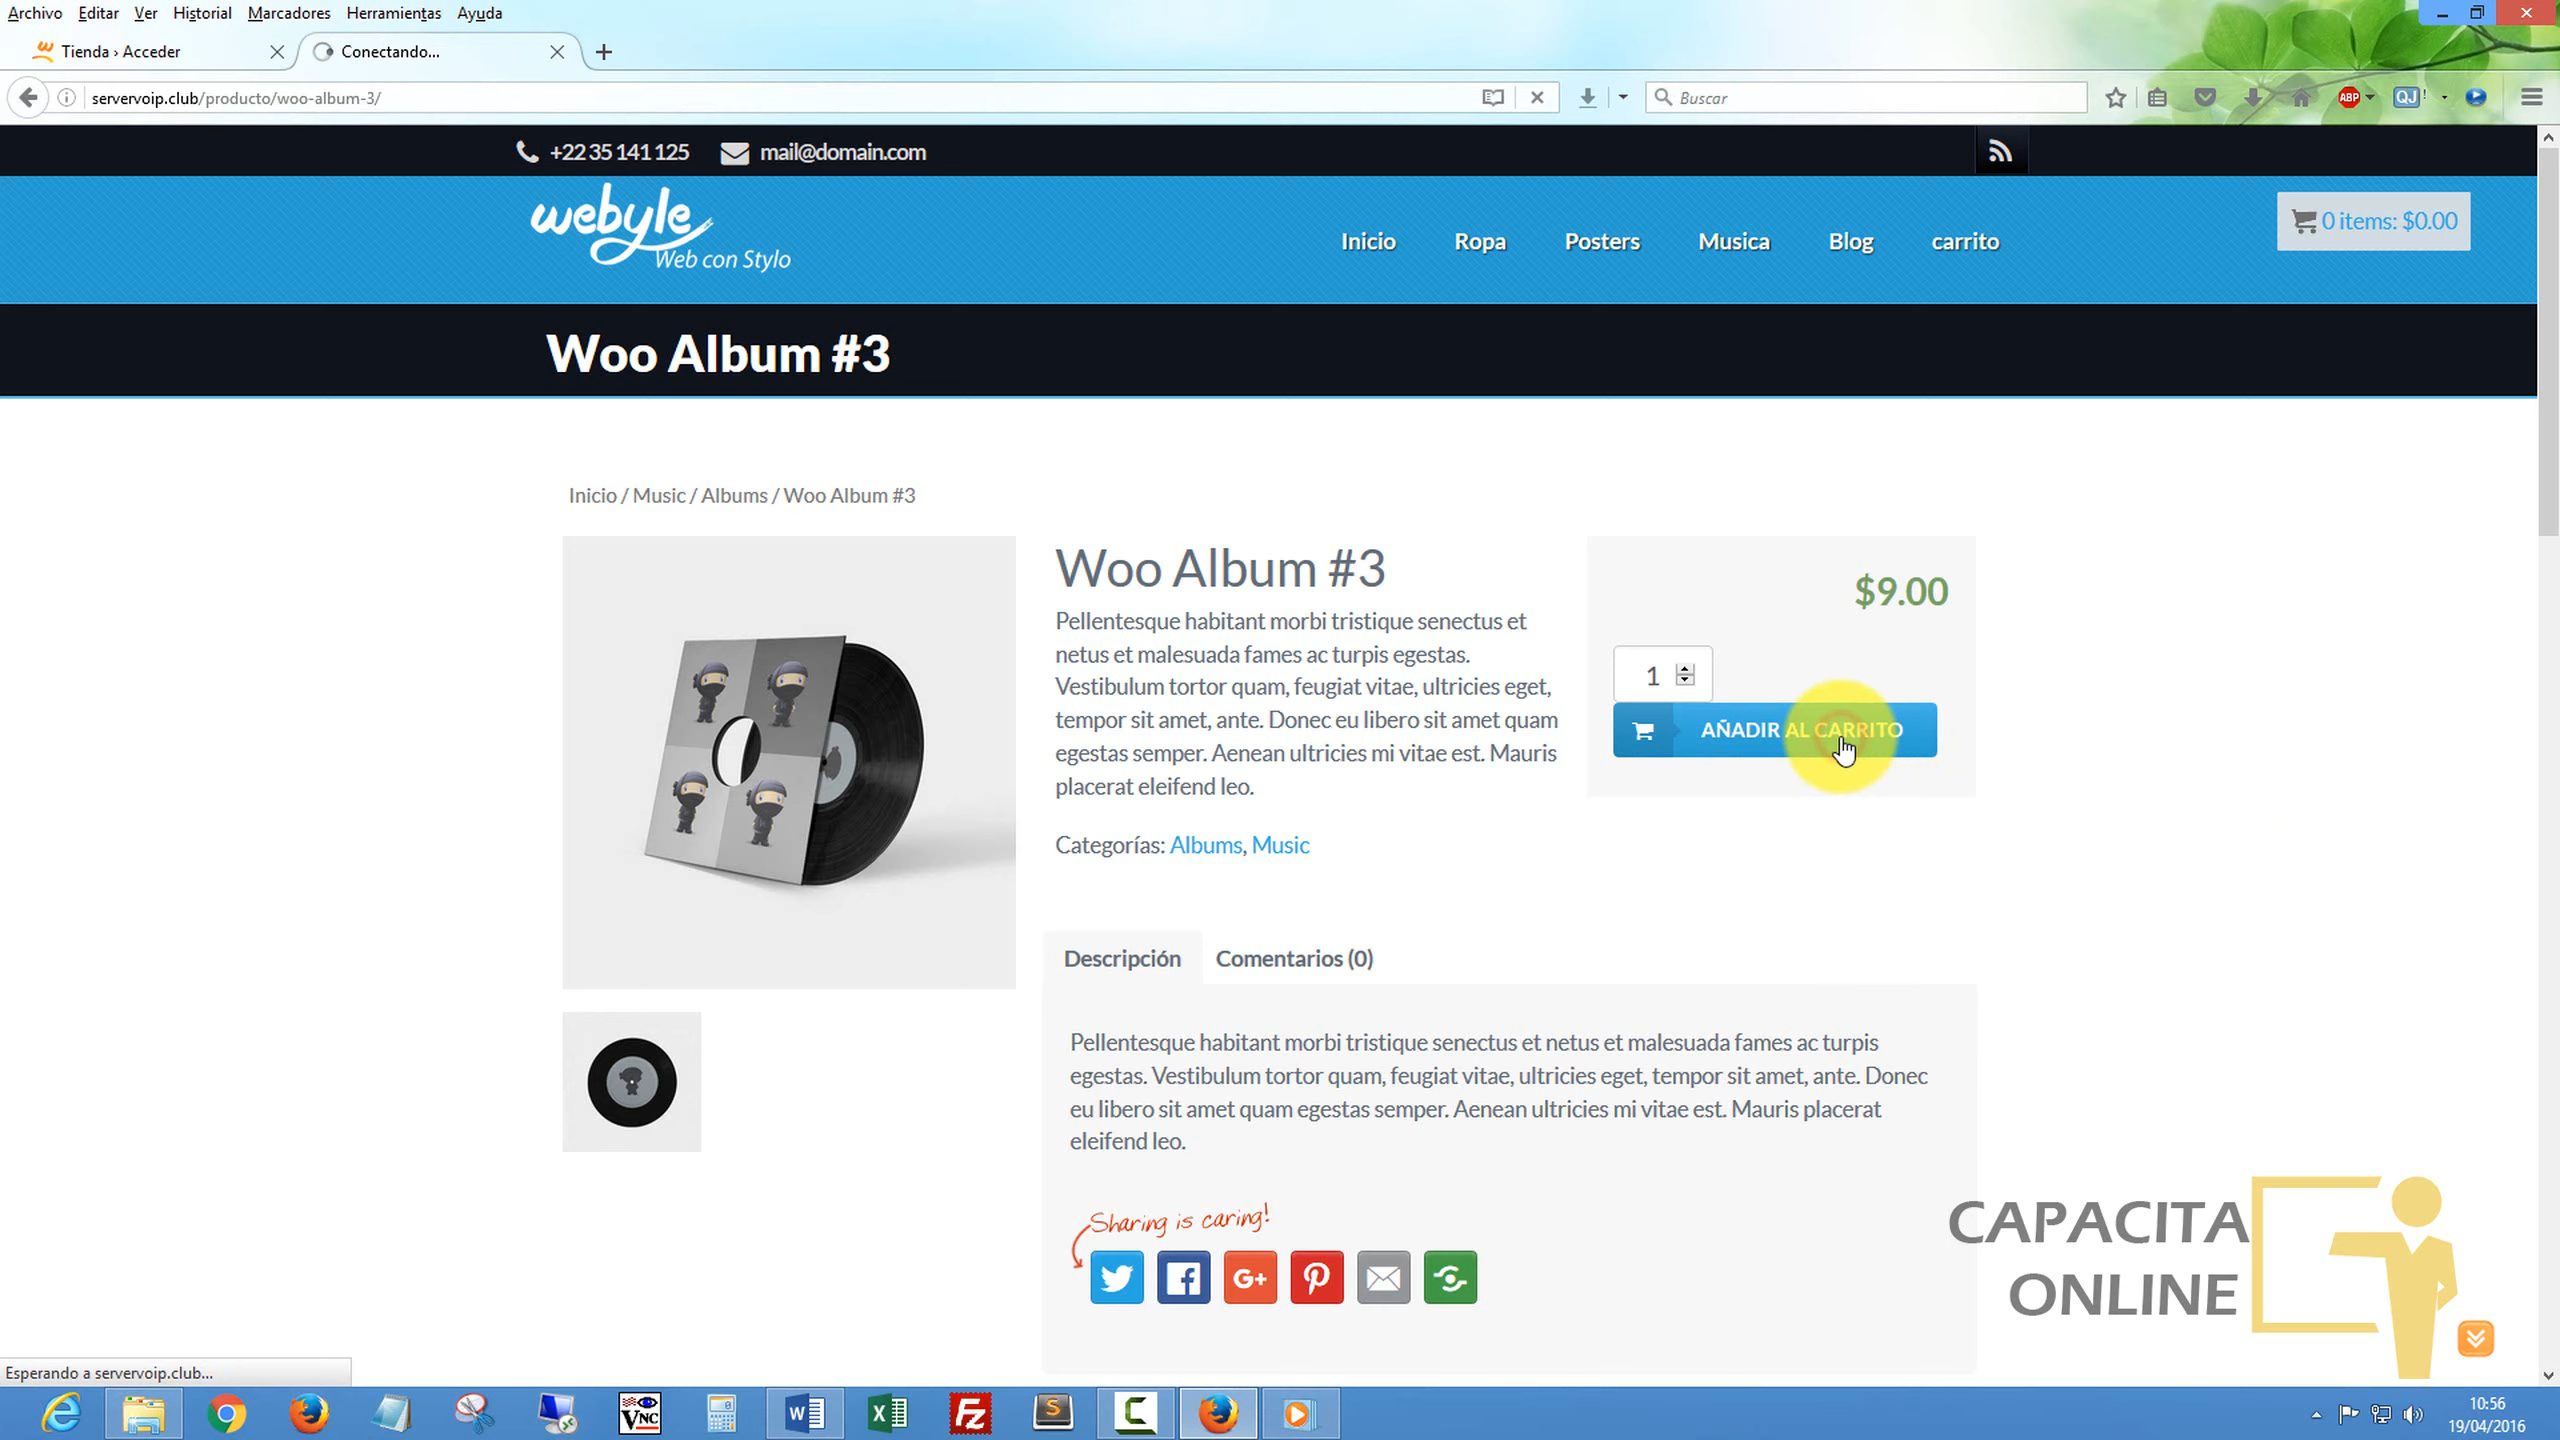 Archivo Editar Ver Historial Marcadores Herramientas Ayuda
Tienda › Acceder
Conectando...
servervoip.club/producto/woo-album-3/
Buscar
ABP
QJ!
+22 35 141 125
mail@domain.com
webyle
Web con Stylo
Inicio Ropa Posters Musica Blog carrito
0 items: $0.00
Woo Album #3
Inicio / Music / Albums / Woo Album #3
Woo Album #3
Pellentesque habitant morbi tristique senectus et
netus et malesuada fames ac turpis egestas.
Vestibulum tortor quam, feugiat vitae, ultricies eget,
tempor sit amet, ante. Donec eu libero sit amet quam
egestas semper. Aenean ultricies mi vitae est. Mauris
placerat eleifend leo.
$9.00
1
AÑADIR AL CARRITO
Categorías: Albums, Music
Descripción
Comentarios (0)
Pellentesque habitant morbi tristique senectus et netus et malesuada fames ac turpis
egestas. Vestibulum tortor quam, feugiat vitae, ultricies eget, tempor sit amet, ante. Donec
eu libero sit amet quam egestas semper. Aenean ultricies mi vitae est. Mauris placerat
eleifend leo.
Sharing is caring!
G+
CAPACITA
ONLINE
Esperando a servervoip.club...
VNC
10:56
19/04/2016